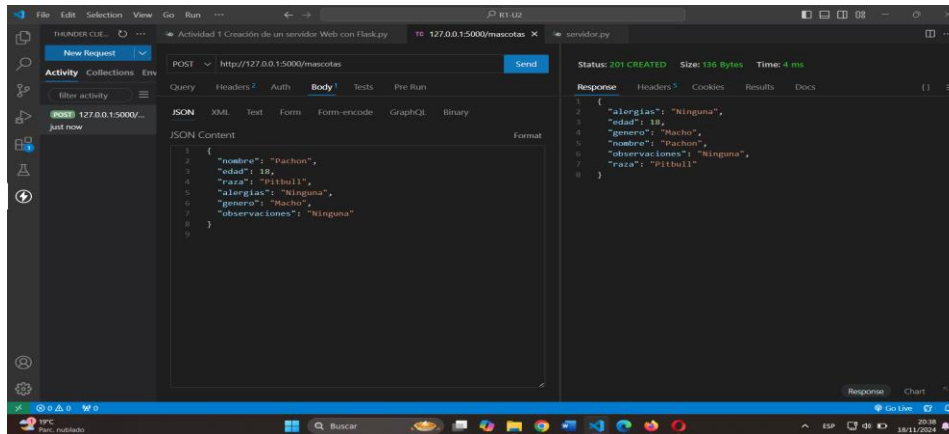 File Edit Selection View Go Run ... R1-U2
THUNDER CLIE... Actividad 1 Creación de un servidor Web con Flask.py TC 127.0.0.1:5000/mascotas servidor.py
New Request
Activity Collections Env
filter activity
POST 127.0.0.1:5000/...
just now
POST http://127.0.0.1:5000/mascotas Send
Query Headers 2 Auth Body 1 Tests Pre Run
JSON XML Text Form Form-encode GraphQL Binary
JSON Content Format
1 {
2 "nombre": "Pachon",
3 "edad": 18,
4 "raza": "Pitbull",
5 "alergias": "Ninguna",
6 "genero": "Macho",
7 "observaciones": "Ninguna"
8 }
9
Status: 201 CREATED Size: 136 Bytes Time: 4 ms
Response Headers 5 Cookies Results Docs
1 {
2 "alergias": "Ninguna",
3 "edad": 18,
4 "genero": "Macho",
5 "nombre": "Pachon",
6 "observaciones": "Ninguna",
7 "raza": "Pitbull"
8 }
Response Chart
0 0 0 Go Live
19°C
Parc. nublado
Buscar
ESP
20:38
18/11/2024